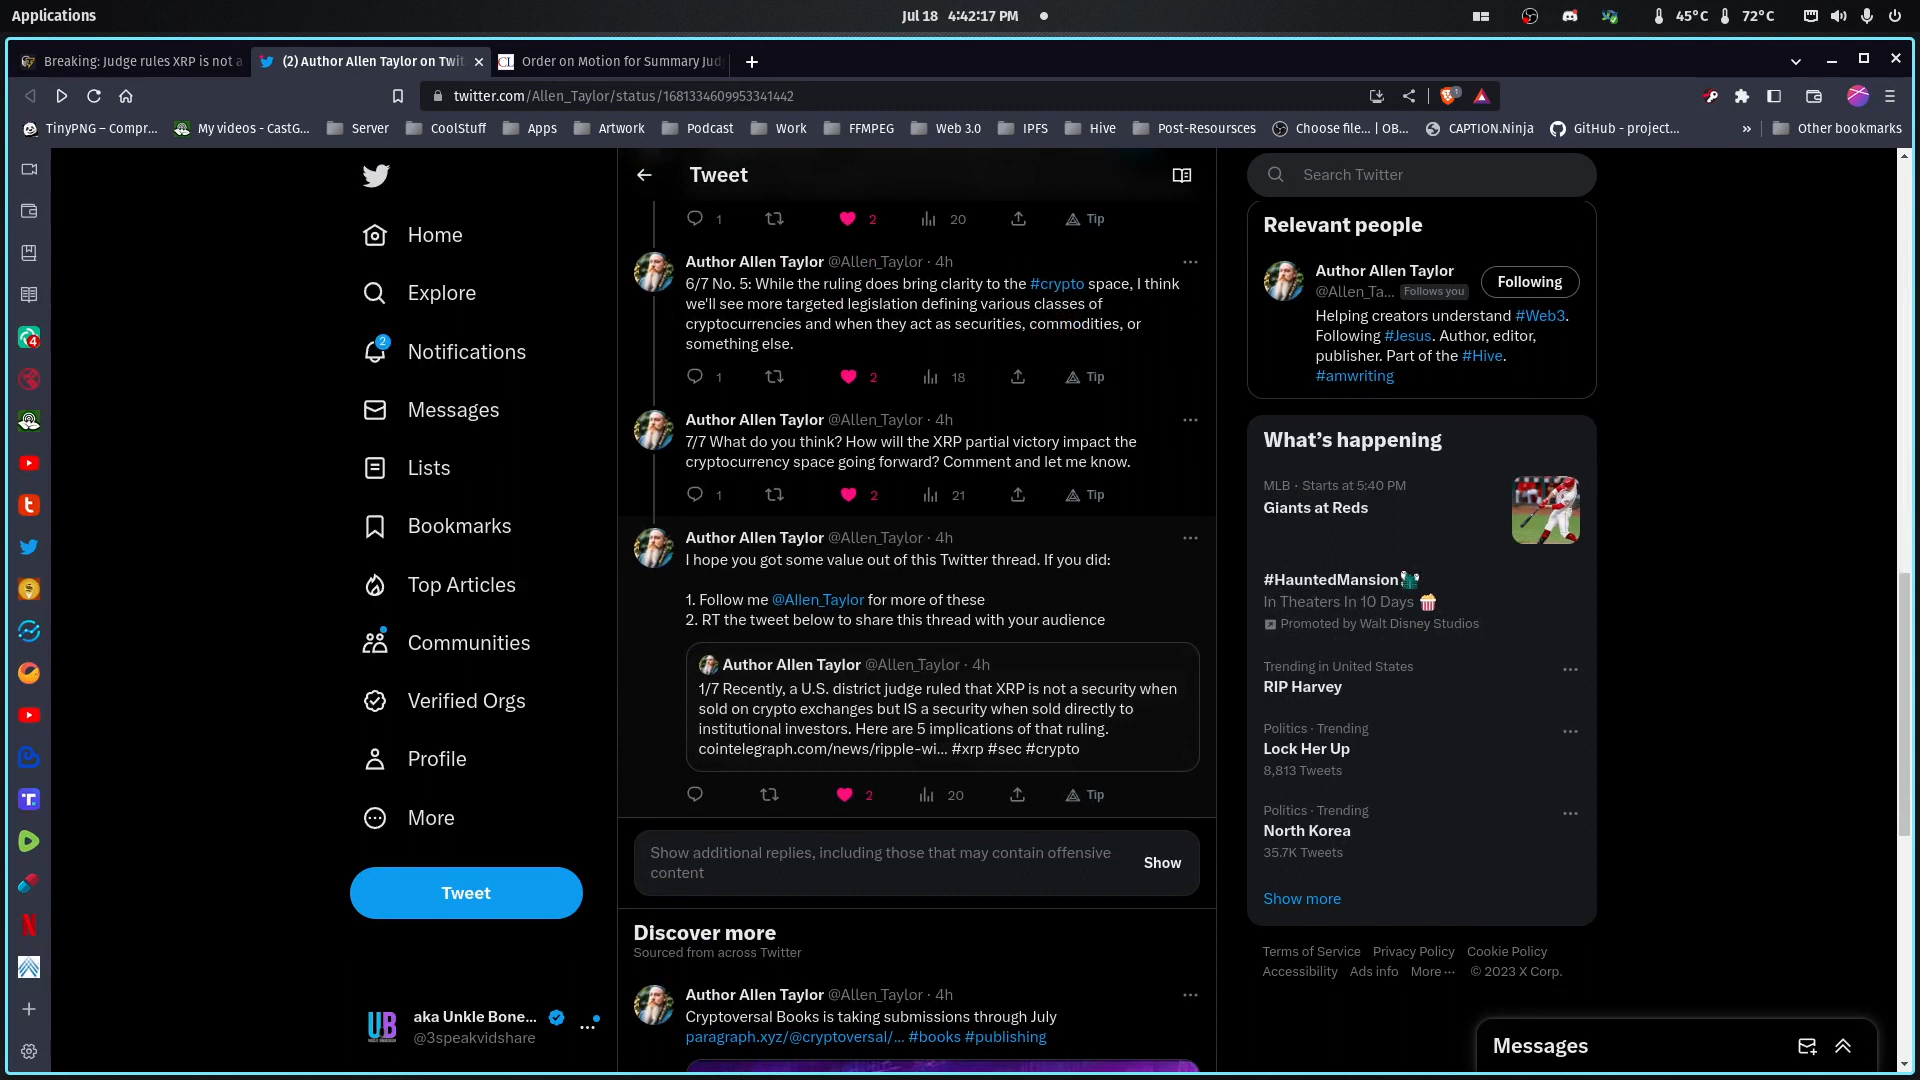 Applications
Jul 18 4:42:17 PM
45°C 72°C
Breaking: Judge rules XRP is not a
(2) Author Allen Taylor on Twit
Order on Motion for Summary Jud
twitter.com/Allen_Taylor/status/1681334609953341442
1
TinyPNG – Compr...
My videos - CastG...
Server
CoolStuff
Apps
Artwork
Podcast
Work
FFMPEG
Web 3.0
IPFS
Hive
Post-Resoursces
Choose file... | OB...
CAPTION.Ninja
GitHub - project...
»
Other bookmarks
4
Home
Explore
2
Notifications
Messages
Lists
Bookmarks
Top Articles
Communities
Verified Orgs
Profile
More
Tweet
aka Unkle Bone...
@3speakvidshare
Tweet
1 2 20 Tip
Author Allen Taylor @Allen_Taylor · 4h
6/7 No. 5: While the ruling does bring clarity to the #crypto space, I think
we'll see more targeted legislation defining various classes of
cryptocurrencies and when they act as securities, commodities, or
something else.
1 2 18 Tip
Author Allen Taylor @Allen_Taylor · 4h
7/7 What do you think? How will the XRP partial victory impact the
cryptocurrency space going forward? Comment and let me know.
1 2 21 Tip
Author Allen Taylor @Allen_Taylor · 4h
I hope you got some value out of this Twitter thread. If you did:
1. Follow me @Allen_Taylor for more of these
2. RT the tweet below to share this thread with your audience
Author Allen Taylor @Allen_Taylor · 4h
1/7 Recently, a U.S. district judge ruled that XRP is not a security when
sold on crypto exchanges but IS a security when sold directly to
institutional investors. Here are 5 implications of that ruling.
cointelegraph.com/news/ripple-wi... #xrp #sec #crypto
2 20 Tip
Show additional replies, including those that may contain offensive
content
Show
Discover more
Sourced from across Twitter
Author Allen Taylor @Allen_Taylor · 4h
Cryptoversal Books is taking submissions through July
paragraph.xyz/@cryptoversal/... #books #publishing
Search Twitter
Relevant people
Author Allen Taylor
@Allen_Ta... Follows you
Following
Helping creators understand #Web3.
Following #Jesus. Author, editor,
publisher. Part of the #Hive.
#amwriting
What's happening
MLB · Starts at 5:40 PM
Giants at Reds
#HauntedMansion
In Theaters In 10 Days
Promoted by Walt Disney Studios
Trending in United States
RIP Harvey
Politics · Trending
Lock Her Up
8,813 Tweets
Politics · Trending
North Korea
35.7K Tweets
Show more
Terms of Service Privacy Policy Cookie Policy
Accessibility Ads info More ··· © 2023 X Corp.
Messages